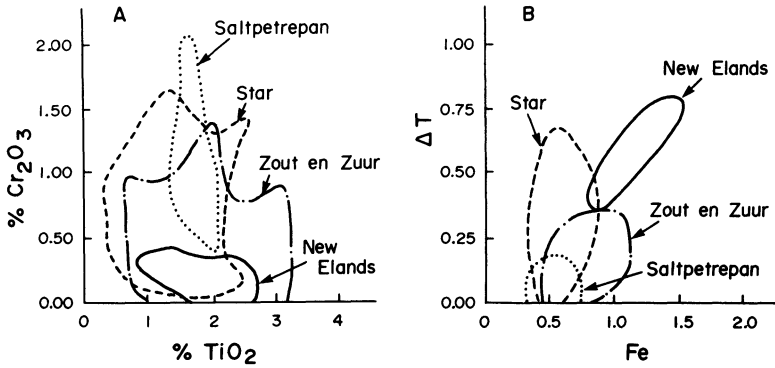 A
Saltpetrepan
2.00
Star
1.50
% Cr2O3
1.00
Zout en Zuur
0.50
New
Elands
0.00
0
1
2
3
4
% TiO2
B
1.00
New Elands
Star
0.75
ΔT
0.50
Zout en Zuur
0.25
Saltpetrepan
0.00
0
0.5
1.0
1.5
2.0
Fe